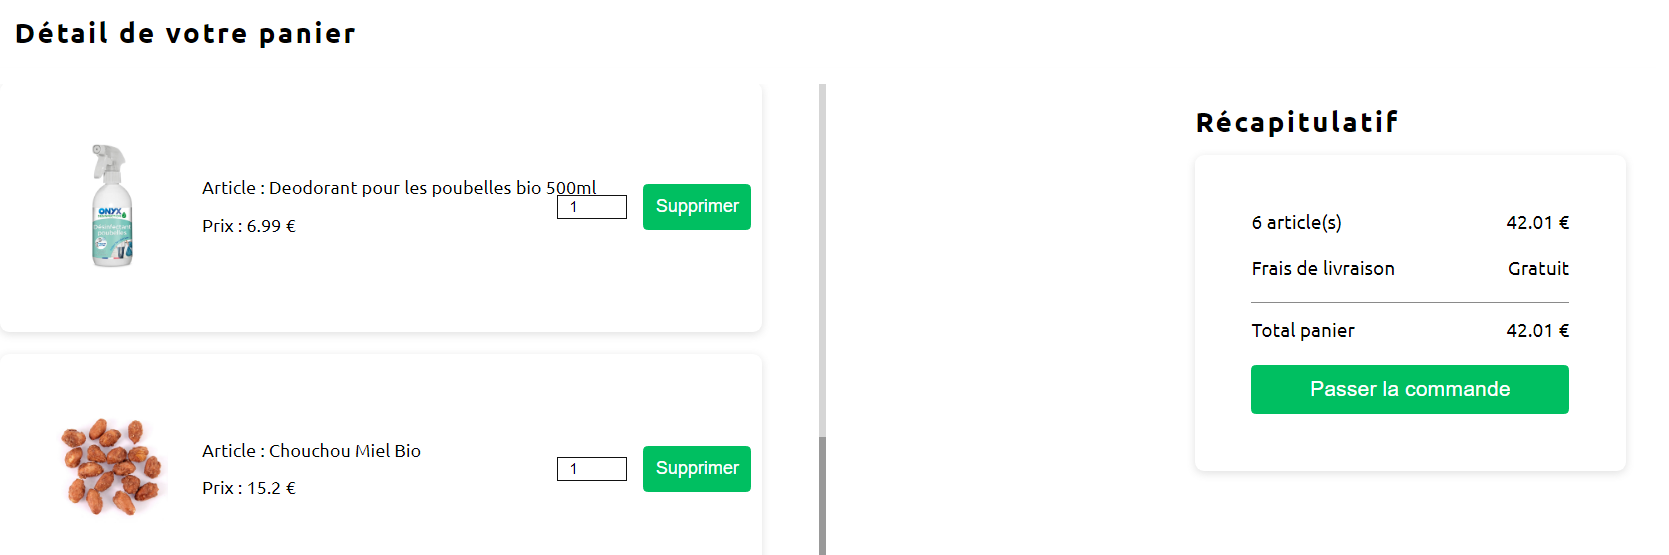 Détail de votre panier
ONYX
Désinfectant
poubelles
Article : Deodorant pour les poubelles bio 500ml
Prix : 6.99 €
1
Supprimer
Article : Chouchou Miel Bio
Prix : 15.2 €
1
Supprimer
Récapitulatif
6 article(s) 42.01 €
Frais de livraison Gratuit
Total panier 42.01 €
Passer la commande